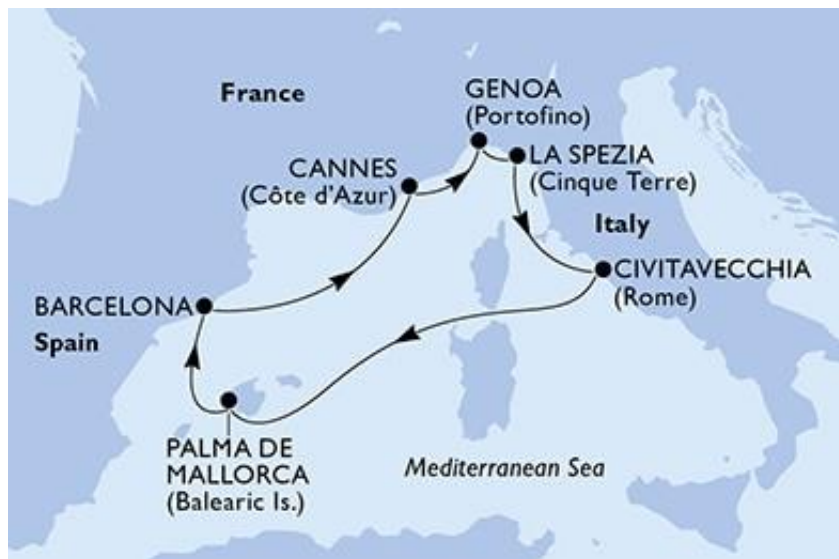 France
GENOA
(Portofino)
CANNES
(Côte d'Azur)
LA SPEZIA
(Cinque Terre)
Italy
CIVITAVECCHIA
(Rome)
BARCELONA
Spain
PALMA DE
MALLORCA
(Balearic Is.)
Mediterranean Sea